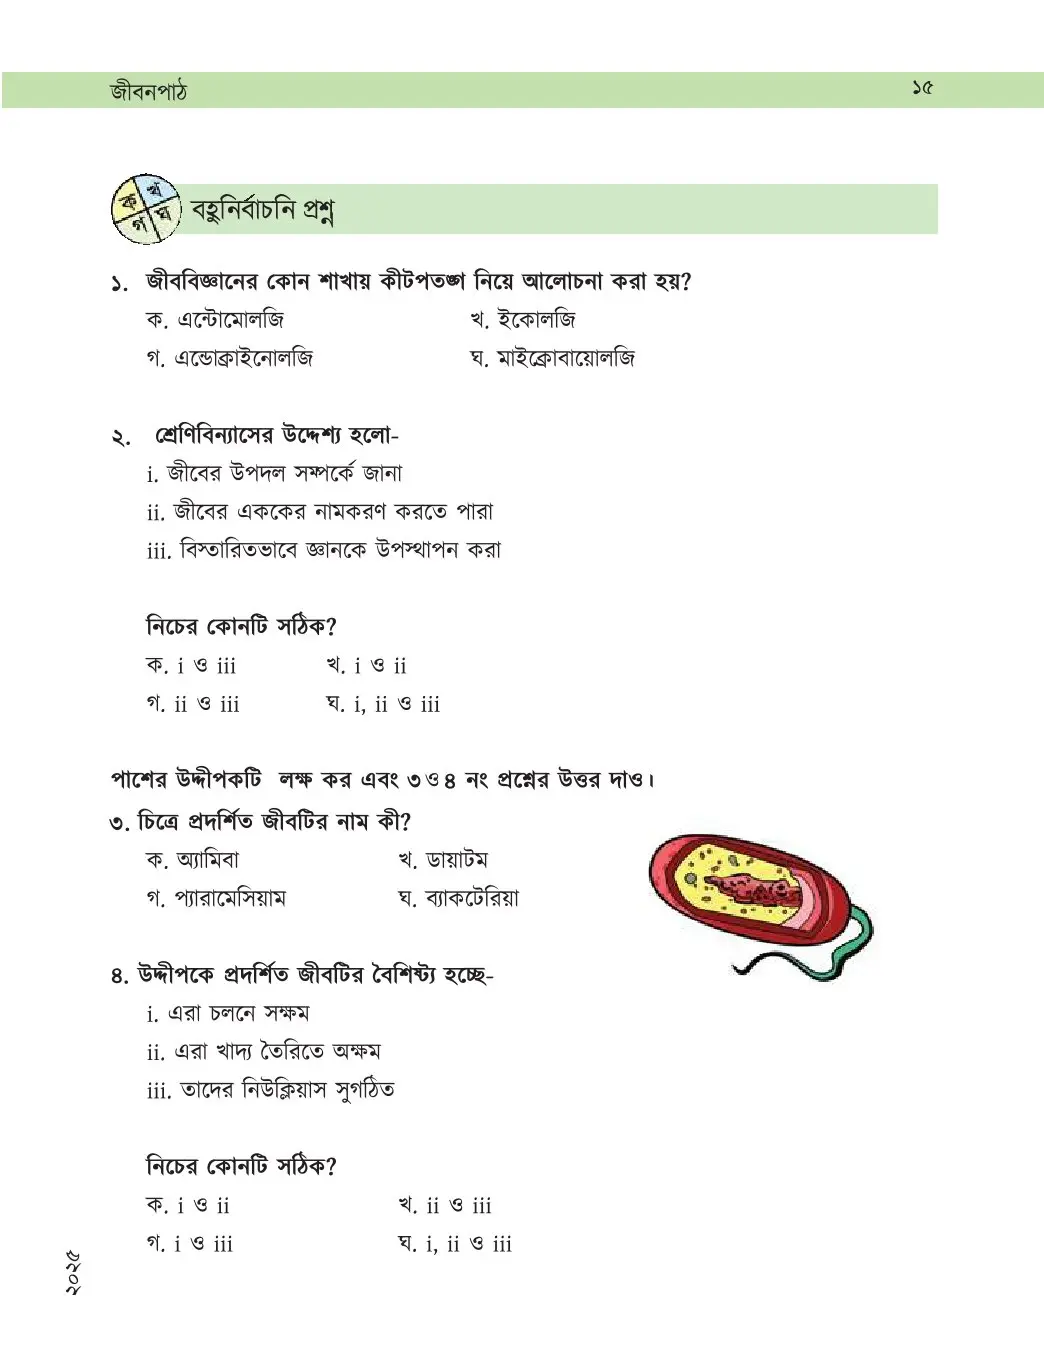 জীবনপাঠ ১৫
ক খ গ ঘ
বহুনির্বাচনি প্রশ্ন
১. জীববিজ্ঞানের কোন শাখায় কীটপতঙ্গ নিয়ে আলোচনা করা হয়?
ক. এন্টোমোলজি খ. ইকোলজি
গ. এন্ডোক্রাইনোলজি ঘ. মাইক্রোবায়োলজি
২. শ্রেণিবিন্যাসের উদ্দেশ্য হলো-
i. জীবের উপদল সম্পর্কে জানা
ii. জীবের এককের নামকরণ করতে পারা
iii. বিস্তারিতভাবে জ্ঞানকে উপস্থাপন করা
নিচের কোনটি সঠিক?
ক. i ও iii খ. i ও ii
গ. ii ও iii ঘ. i, ii ও iii
পাশের উদ্দীপকটি লক্ষ কর এবং ৩ ও ৪ নং প্রশ্নের উত্তর দাও।
৩. চিত্রে প্রদর্শিত জীবটির নাম কী?
ক. অ্যামিবা খ. ডায়াটম
গ. প্যারামেসিয়াম ঘ. ব্যাকটেরিয়া
৪. উদ্দীপকে প্রদর্শিত জীবটির বৈশিষ্ট্য হচ্ছে-
i. এরা চলনে সক্ষম
ii. এরা খাদ্য তৈরিতে অক্ষম
iii. তাদের নিউক্লিয়াস সুগঠিত
নিচের কোনটি সঠিক?
ক. i ও ii খ. ii ও iii
গ. i ও iii ঘ. i, ii ও iii
২০২৫